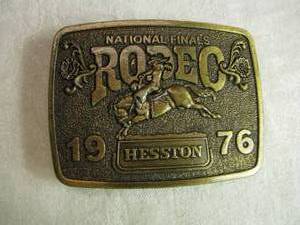 NATIONAL FINALS
RODEO
19 76
HESSTON